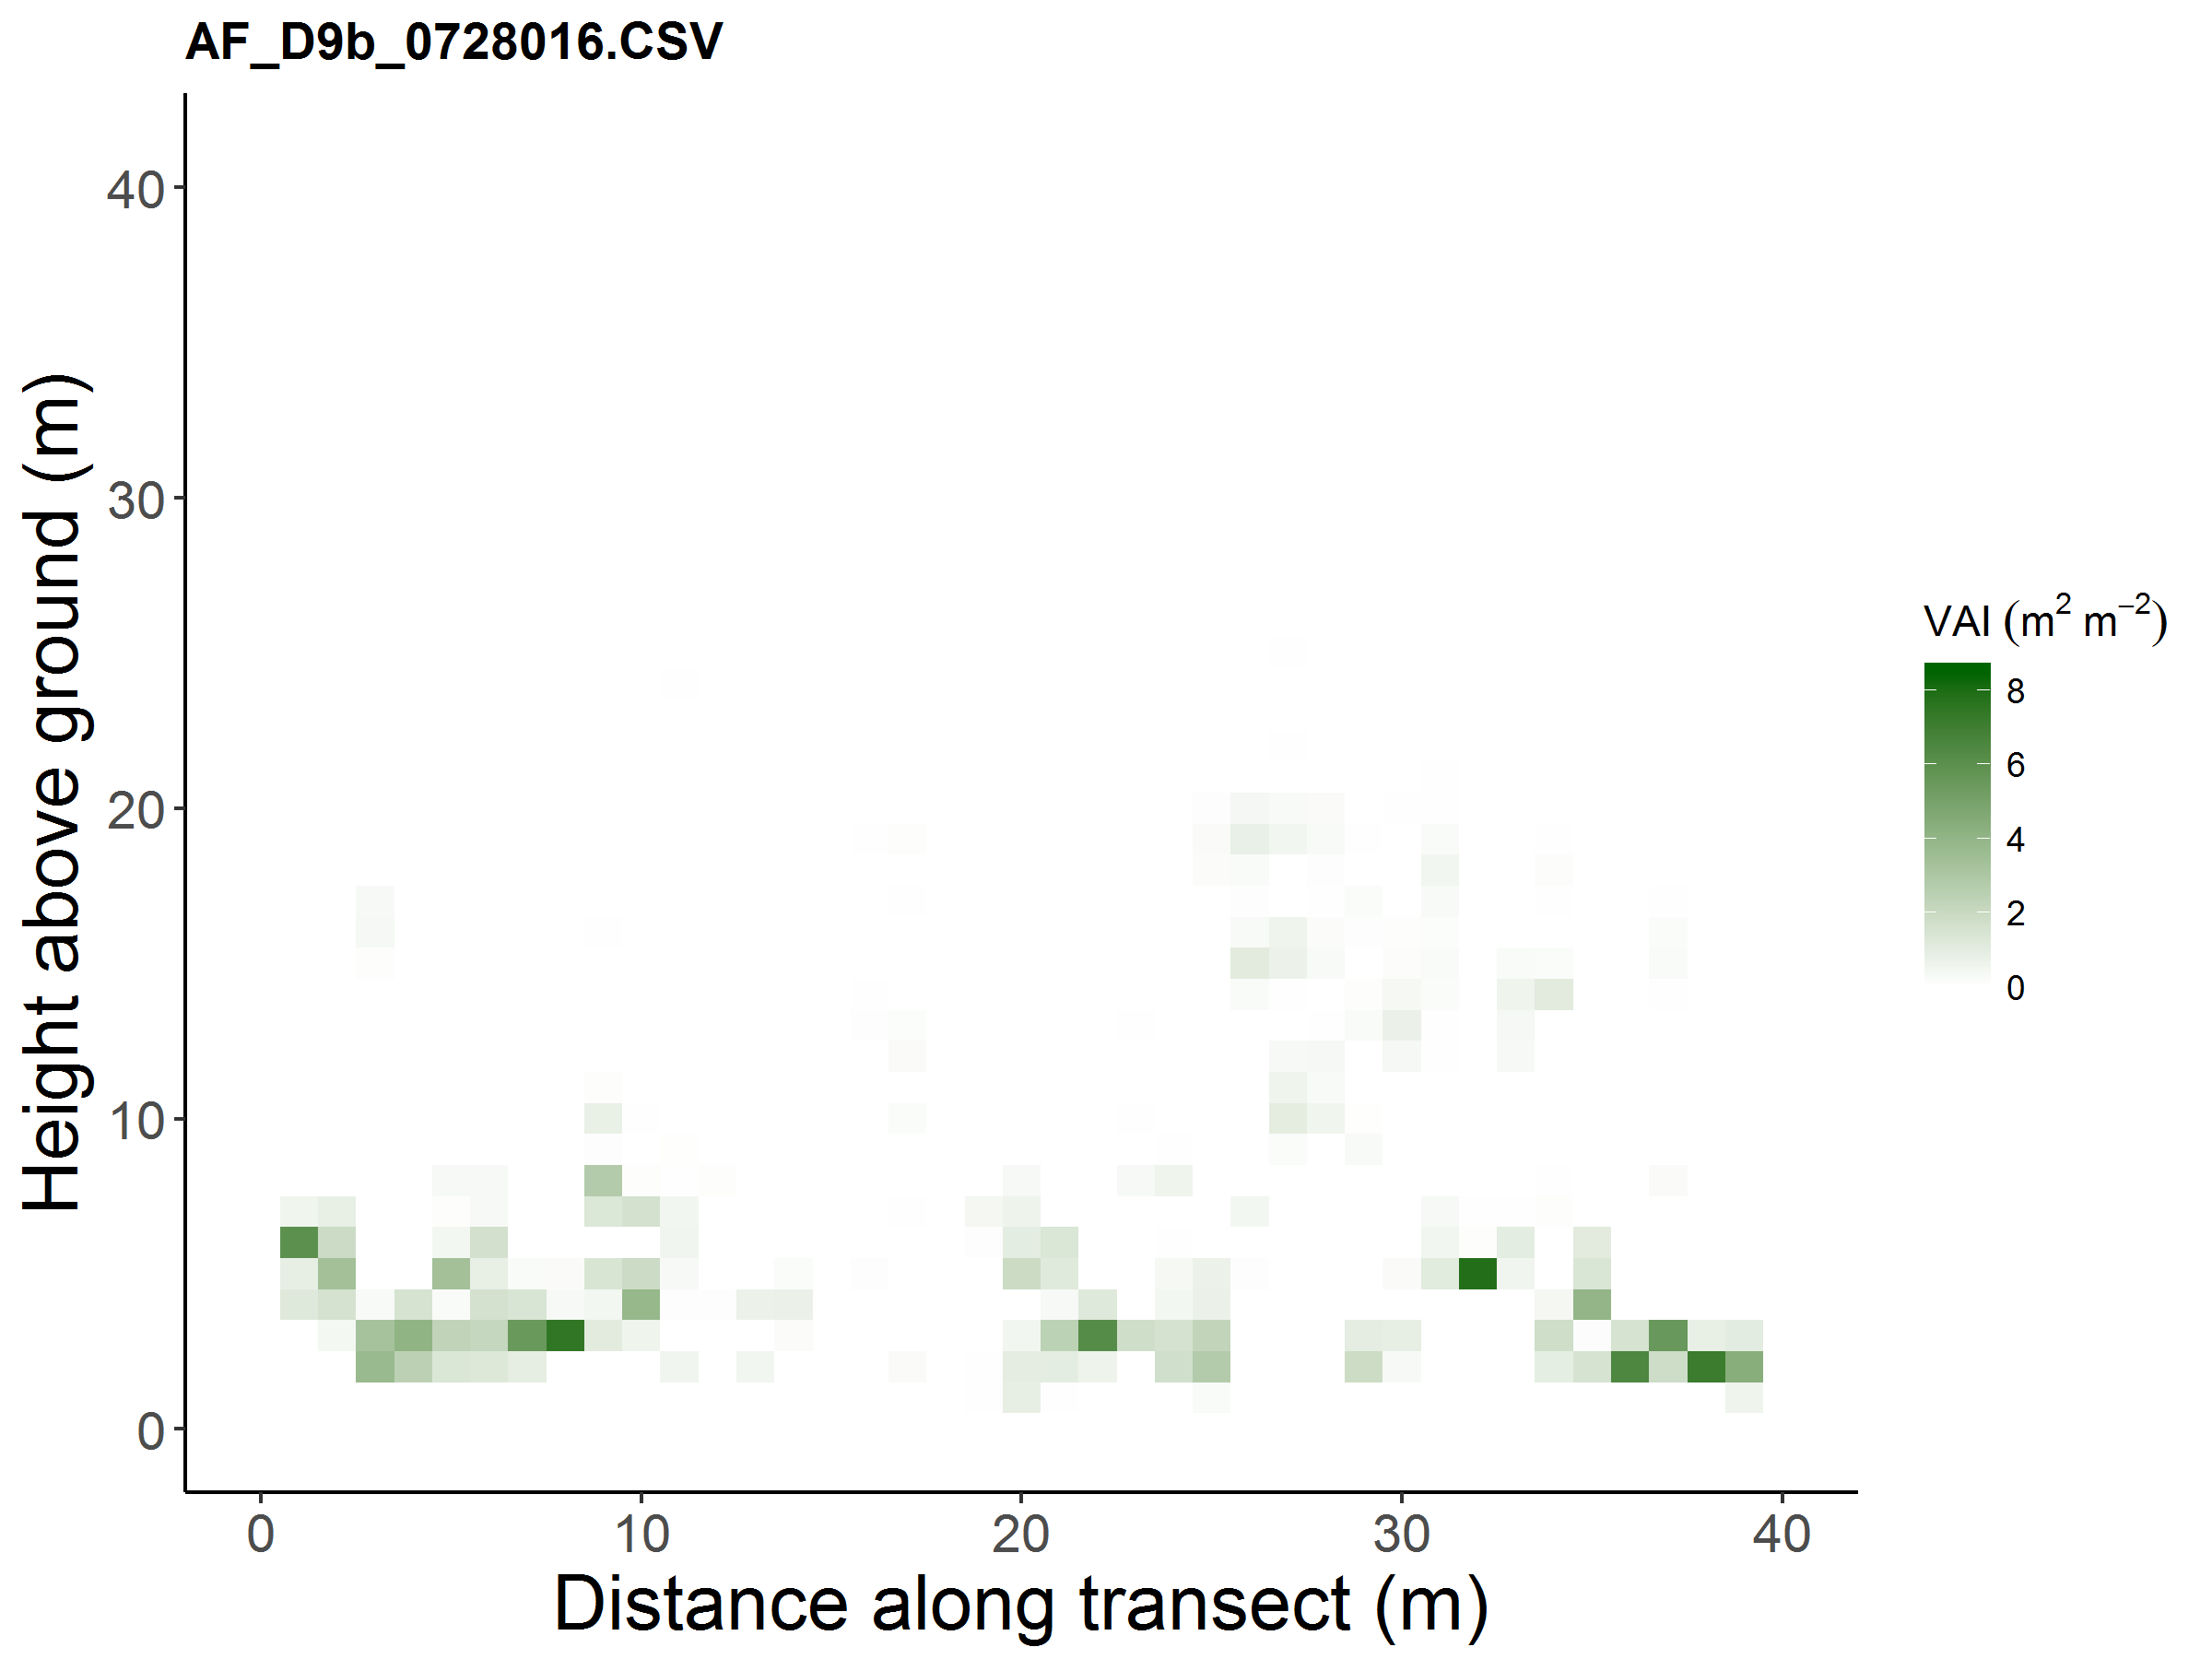 AF_D9b_0728016.CSV
Height above ground (m)
40
30
20
10
0
0 10 20 30 40
Distance along transect (m)
VAI (m² m⁻²)
8
6
4
2
0